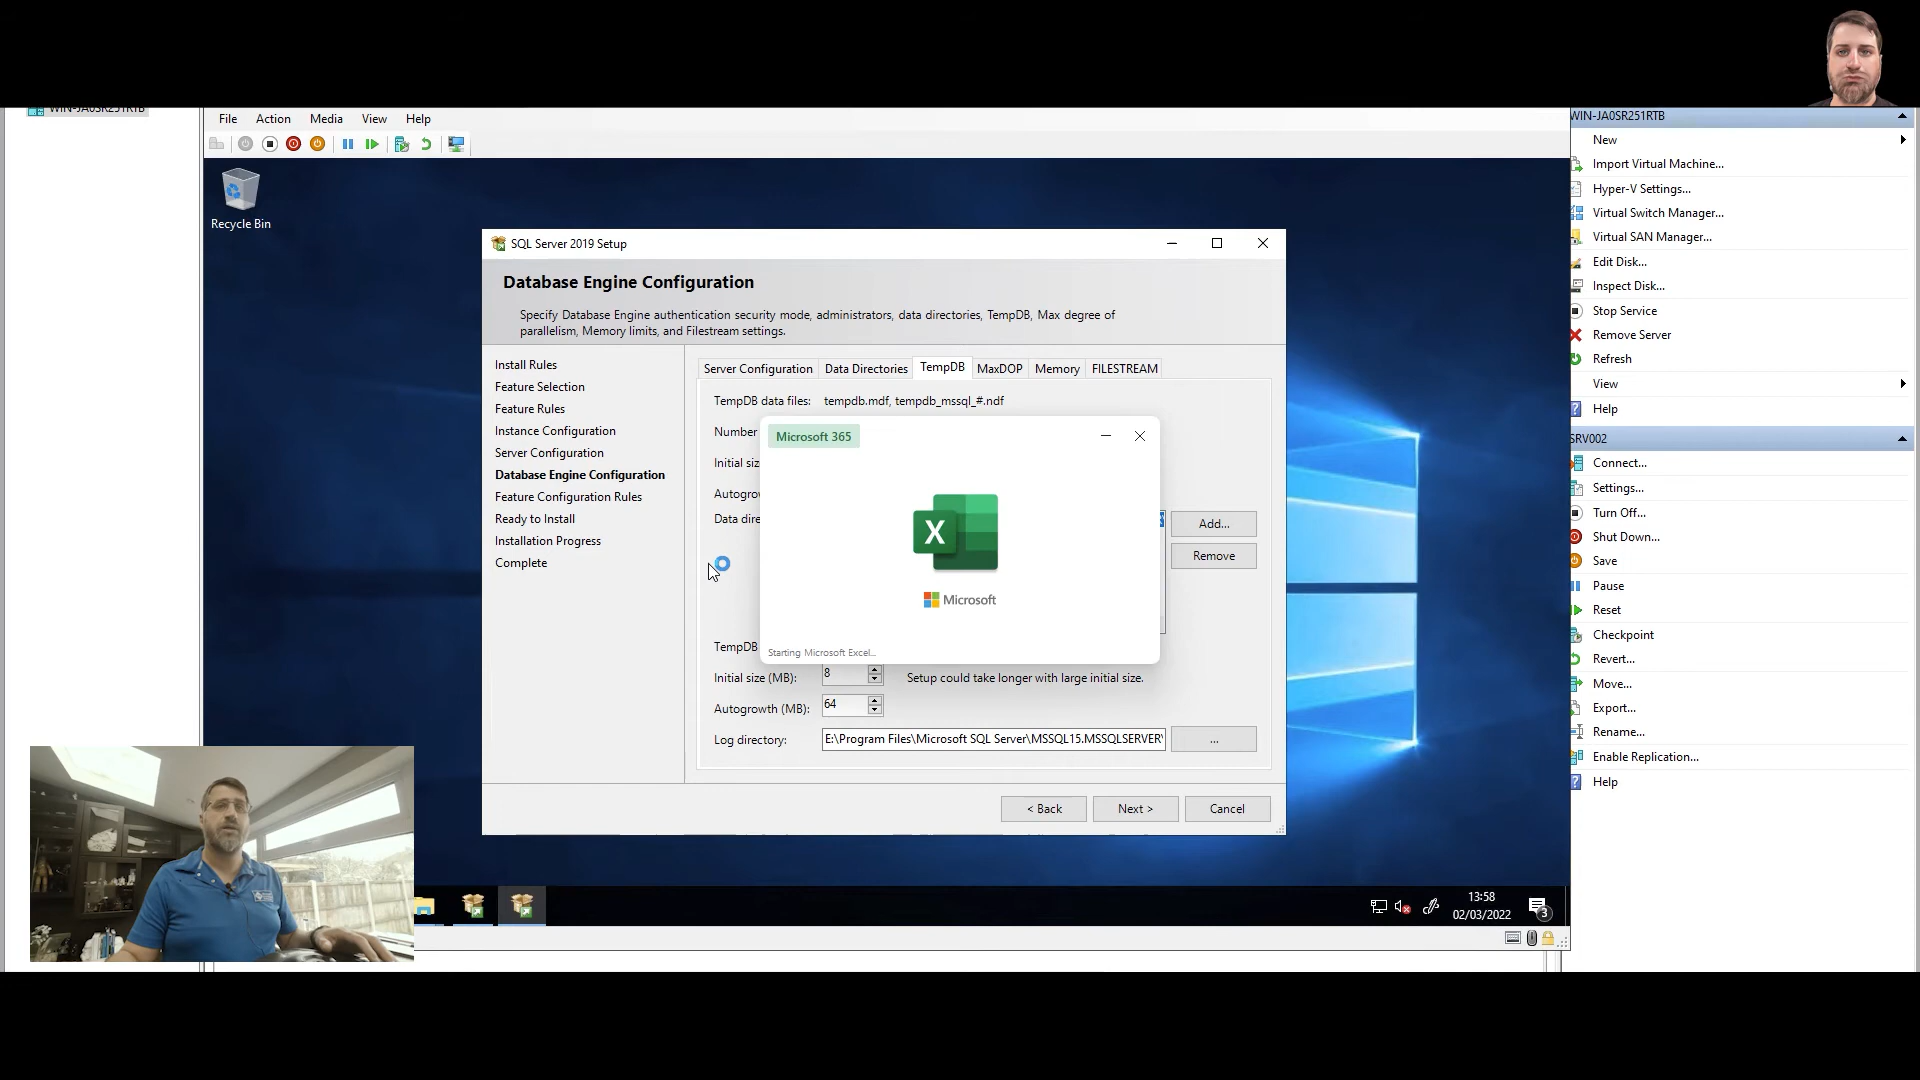 WIN-JA0SR251RTB
File Action Media View Help
WIN-JA0SR251RTB
New
Import Virtual Machine...
Hyper-V Settings...
Virtual Switch Manager...
Virtual SAN Manager...
Edit Disk...
Inspect Disk...
Stop Service
Remove Server
Refresh
View
Help
SRV002
Connect...
Settings...
Turn Off...
Shut Down...
Save
Pause
Reset
Checkpoint
Revert...
Move...
Export...
Rename...
Enable Replication...
Help
Recycle Bin
SQL Server 2019 Setup
Database Engine Configuration
Specify Database Engine authentication security mode, administrators, data directories, TempDB, Max degree of
parallelism, Memory limits, and Filestream settings.
Install Rules
Feature Selection
Feature Rules
Instance Configuration
Server Configuration
Database Engine Configuration
Feature Configuration Rules
Ready to Install
Installation Progress
Complete
Server Configuration Data Directories TempDB MaxDOP Memory FILESTREAM
TempDB data files: tempdb.mdf, tempdb_mssql_#.ndf
Number
Initial siz
Autogrow
Data dire
Add...
Remove
Microsoft 365
X
Microsoft
Starting Microsoft Excel...
TempDB
Initial size (MB): 8 Setup could take longer with large initial size.
Autogrowth (MB): 64
Log directory: E:\Program Files\Microsoft SQL Server\MSSQL15.MSSQLSERVER\ ...
< Back Next > Cancel
13:58
02/03/2022
3